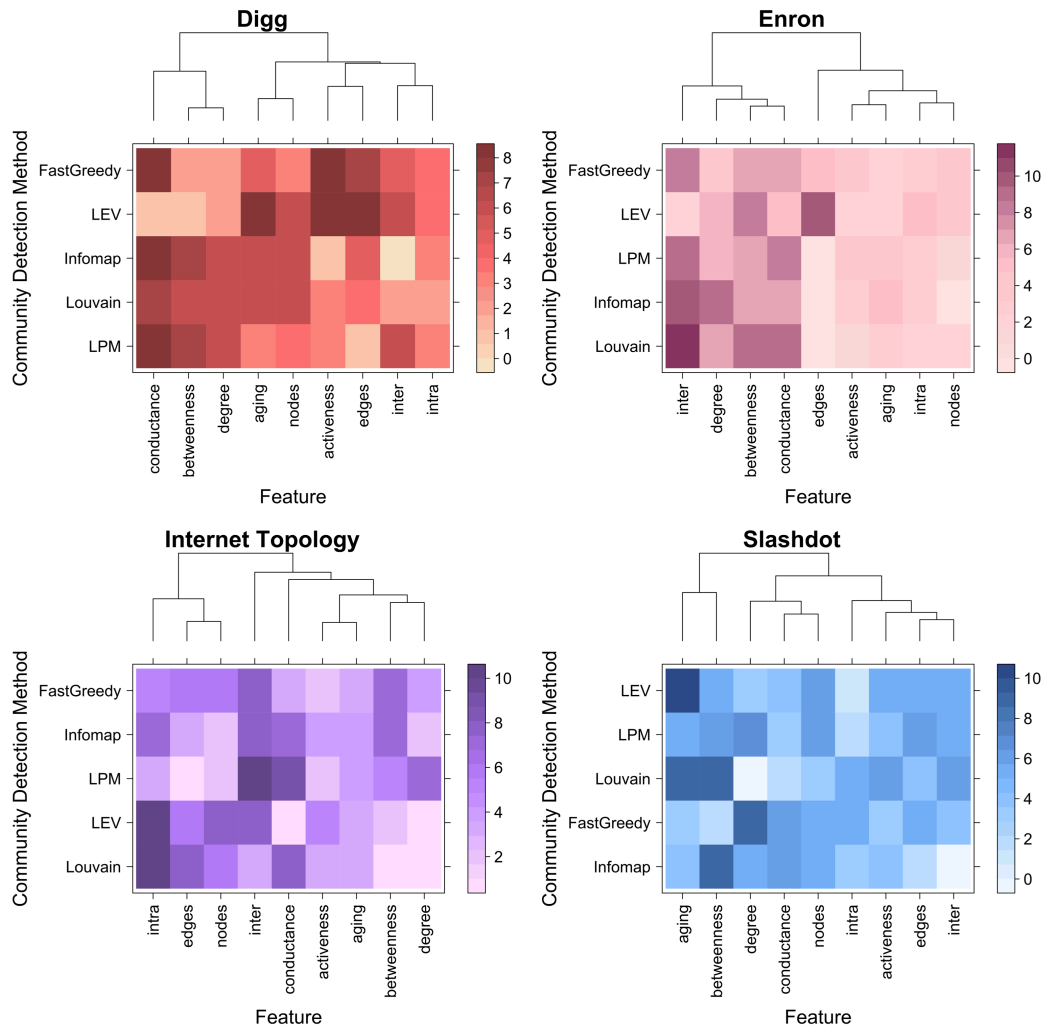 Digg
Community Detection Method
FastGreedy
LEV
Infomap
Louvain
LPM
8
7
6
5
4
3
2
1
0
conductance
betweenness
degree
aging
nodes
activeness
edges
inter
intra
Feature
Enron
Community Detection Method
FastGreedy
LEV
LPM
Infomap
Louvain
10
8
6
4
2
0
inter
degree
betweenness
conductance
edges
activeness
aging
intra
nodes
Feature
Internet Topology
Community Detection Method
FastGreedy
Infomap
LPM
LEV
Louvain
10
8
6
4
2
intra
edges
nodes
inter
conductance
activeness
aging
betweenness
degree
Feature
Slashdot
Community Detection Method
LEV
LPM
Louvain
FastGreedy
Infomap
10
8
6
4
2
0
aging
betweenness
degree
conductance
nodes
intra
activeness
edges
inter
Feature